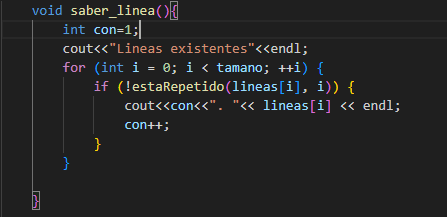 void saber_linea(){
    int con=1;
    cout<<"Lineas existentes"<<endl;
    for (int i = 0; i < tamano; ++i) {
        if (!estaRepetido(lineas[i], i)) {
            cout<<con<<". "<< lineas[i] << endl;
            con++;
        }
    }

}